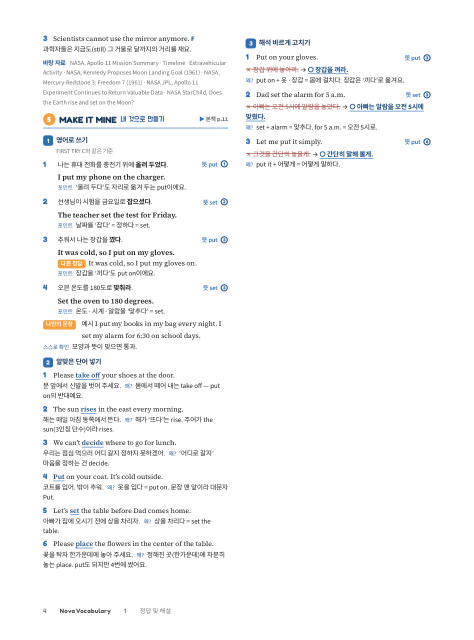 3 Scientists cannot use the mirror anymore. F
과학자들은 지금도(still) 그 거울로 달까지의 거리를 재요.
바탕 자료 NASA, Apollo 11 Mission Summary · Timeline · Extravehicular
Activity · NASA, Kennedy Proposes Moon Landing Goal (1961) · NASA,
Mercury-Redstone 3: Freedom 7 (1961) · NASA JPL, Apollo 11
Experiment Continues to Return Valuable Data · NASA StarChild, Does
the Earth rise and set on the Moon?
5 MAKE IT MINE 내 것으로 만들기 ▶ 본책 p.11
1 영어로 쓰기
FIRST TRY C와 같은 기준
1 나는 휴대 전화를 충전기 위에 올려 두었다. 뜻 put 1
I put my phone on the charger.
포인트 '올려 두다'도 자리로 옮겨 두는 put이에요.
2 선생님이 시험을 금요일로 잡으셨다. 뜻 set 2
The teacher set the test for Friday.
포인트 날짜를 '잡다' = 정하다 = set.
3 추워서 나는 장갑을 꼈다. 뜻 put 3
It was cold, so I put on my gloves.
다른 정답 It was cold, so I put my gloves on.
포인트 장갑을 '끼다'도 put on이에요.
4 오븐 온도를 180도로 맞춰라. 뜻 set 3
Set the oven to 180 degrees.
포인트 온도 · 시계 · 알람을 '맞추다' = set.
나만의 문장 예시 I put my books in my bag every night. I
set my alarm for 6:30 on school days.
스스로 확인 모양과 뜻이 맞으면 통과.
2 알맞은 단어 넣기
1 Please take off your shoes at the door.
문 앞에서 신발을 벗어 주세요. 왜? 몸에서 떼어 내는 take off — put
on의 반대예요.
2 The sun rises in the east every morning.
해는 매일 아침 동쪽에서 뜬다. 왜? 해가 '뜨다'는 rise. 주어가 the
sun(3인칭 단수)이라 rises.
3 We can't decide where to go for lunch.
우리는 점심 먹으러 어디 갈지 정하지 못하겠어. 왜? '어디로 갈지'
마음을 정하는 건 decide.
4 Put on your coat. It's cold outside.
코트를 입어. 밖이 추워. 왜? 옷을 입다 = put on. 문장 맨 앞이라 대문자
Put.
5 Let's set the table before Dad comes home.
아빠가 집에 오시기 전에 상을 차리자. 왜? 상을 차리다 = set the
table.
6 Please place the flowers in the center of the table.
꽃을 탁자 한가운데에 놓아 주세요. 왜? 정해진 곳(한가운데)에 차분히
놓는 place. put도 되지만 4번에 썼어요.
3 해석 바르게 고치기
1 Put on your gloves. 뜻 put 3
× 장갑 위에 놓아라. → ○ 장갑을 껴라.
왜? put on + 옷 · 장갑 = 몸에 걸치다. 장갑은 '끼다'로 옮겨요.
2 Dad set the alarm for 5 a.m. 뜻 set 3
× 아빠는 오전 5시에 알람을 놓았다. → ○ 아빠는 알람을 오전 5시에
맞췄다.
왜? set + alarm = 맞추다. for 5 a.m. = 오전 5시로.
3 Let me put it simply. 뜻 put 4
× 그것을 간단히 놓을게. → ○ 간단히 말해 볼게.
왜? put it + 어떻게 = 어떻게 말하다.
4 Nova Vocabulary 1 정답 및 해설